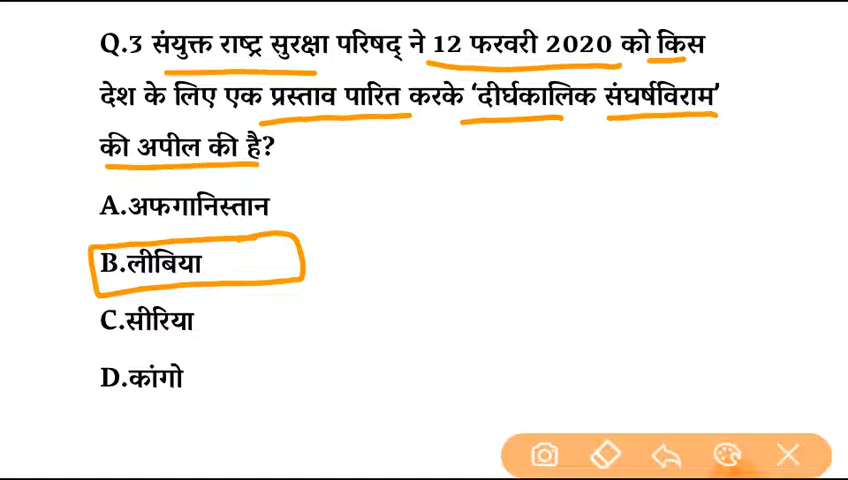 Q.3 संयुक्त राष्ट्र सुरक्षा परिषद् ने 12 फरवरी 2020 को किस
देश के लिए एक प्रस्ताव पारित करके ‘दीर्घकालिक संघर्षविराम’
की अपील की है?
A.अफगानिस्तान
B.लीबिया
C.सीरिया
D.कांगो